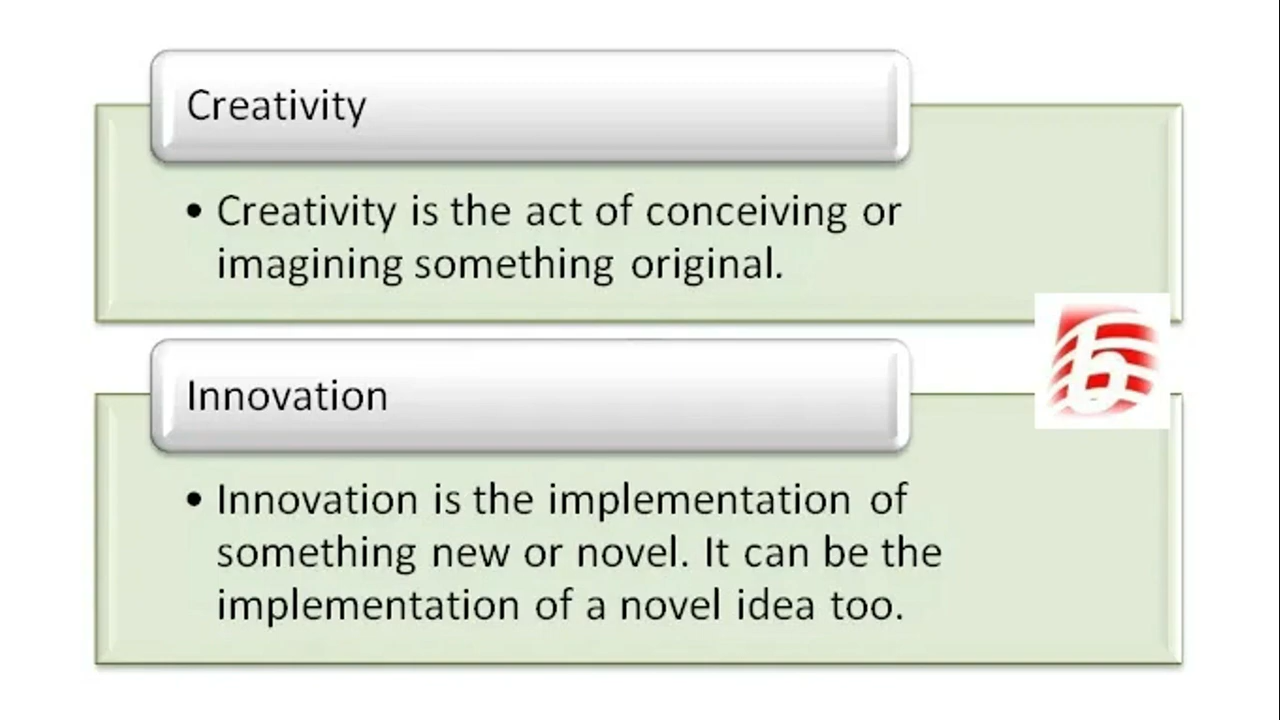 Creativity
• Creativity is the act of conceiving or
imagining something original.
b
Innovation
• Innovation is the implementation of
something new or novel. It can be the
implementation of a novel idea too.